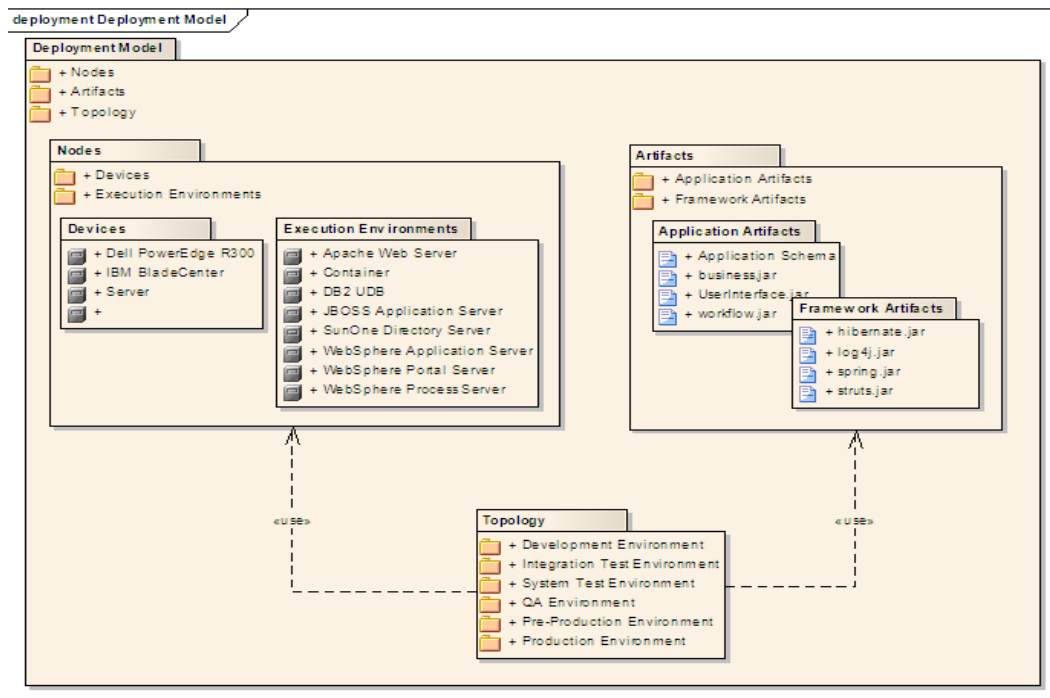 deployment Deployment Model
Deployment Model
+ Nodes
+ Artifacts
+ Topology
Nodes
+ Devices
+ Execution Environments
Devices
+ Dell PowerEdge R300
+ IBM BladeCenter
+ Server
+
Execution Environments
+ Apache Web Server
+ Container
+ DB2 UDB
+ JBOSS Application Server
+ SunOne Directory Server
+ WebSphere Application Server
+ WebSphere Portal Server
+ WebSphere Process Server
Artifacts
+ Application Artifacts
+ Framework Artifacts
Application Artifacts
+ Application Schema
+ business.jar
+ UserInterface.jar
+ workflow.jar
Framework Artifacts
+ hibernate.jar
+ log4j.jar
+ spring.jar
+ struts.jar
«use»
«use»
Topology
+ Development Environment
+ Integration Test Environment
+ System Test Environment
+ QA Environment
+ Pre-Production Environment
+ Production Environment